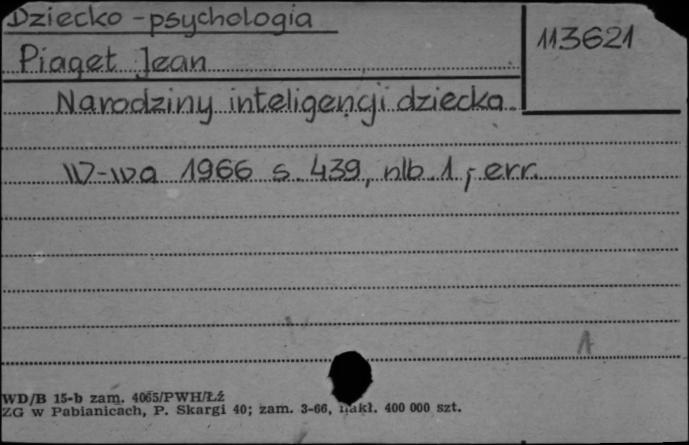 Dziecko - psychologia
113621
Piaget Jean
Narodziny inteligencji dziecka
W-wa 1966 s. 439, nlb. 1, err.
1
WD/B 15-b zam. 4065/PWH/ŁŹ
ZG w Pabianicach, P. Skargi 40; zam. 3-66, nakł. 400 000 szt.